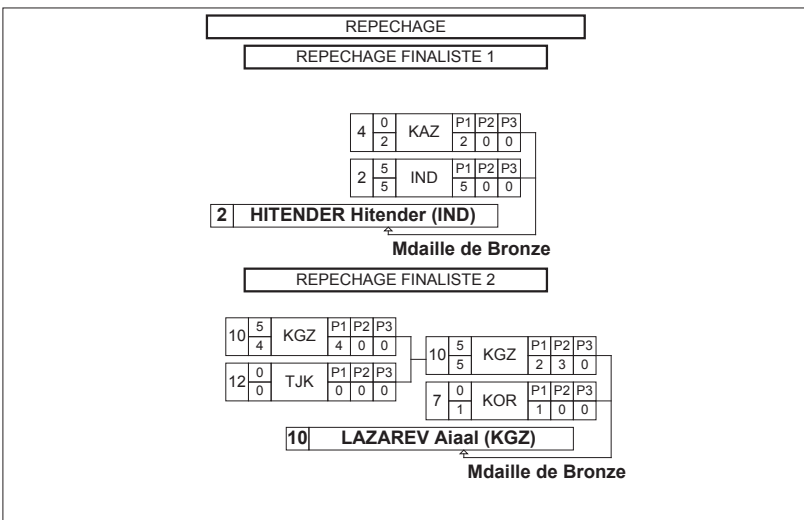 REPECHAGE
REPECHAGE FINALISTE 1
4 0 KAZ P1 P2 P3
2 2 0 0
2 5 IND P1 P2 P3
5 5 0 0
2 HITENDER Hitender (IND)
Mdaille de Bronze
REPECHAGE FINALISTE 2
10 5 KGZ P1 P2 P3
4 4 0 0
12 0 TJK P1 P2 P3
0 0 0 0
10 5 KGZ P1 P2 P3
5 2 3 0
7 0 KOR P1 P2 P3
1 1 0 0
10 LAZAREV Aiaal (KGZ)
Mdaille de Bronze